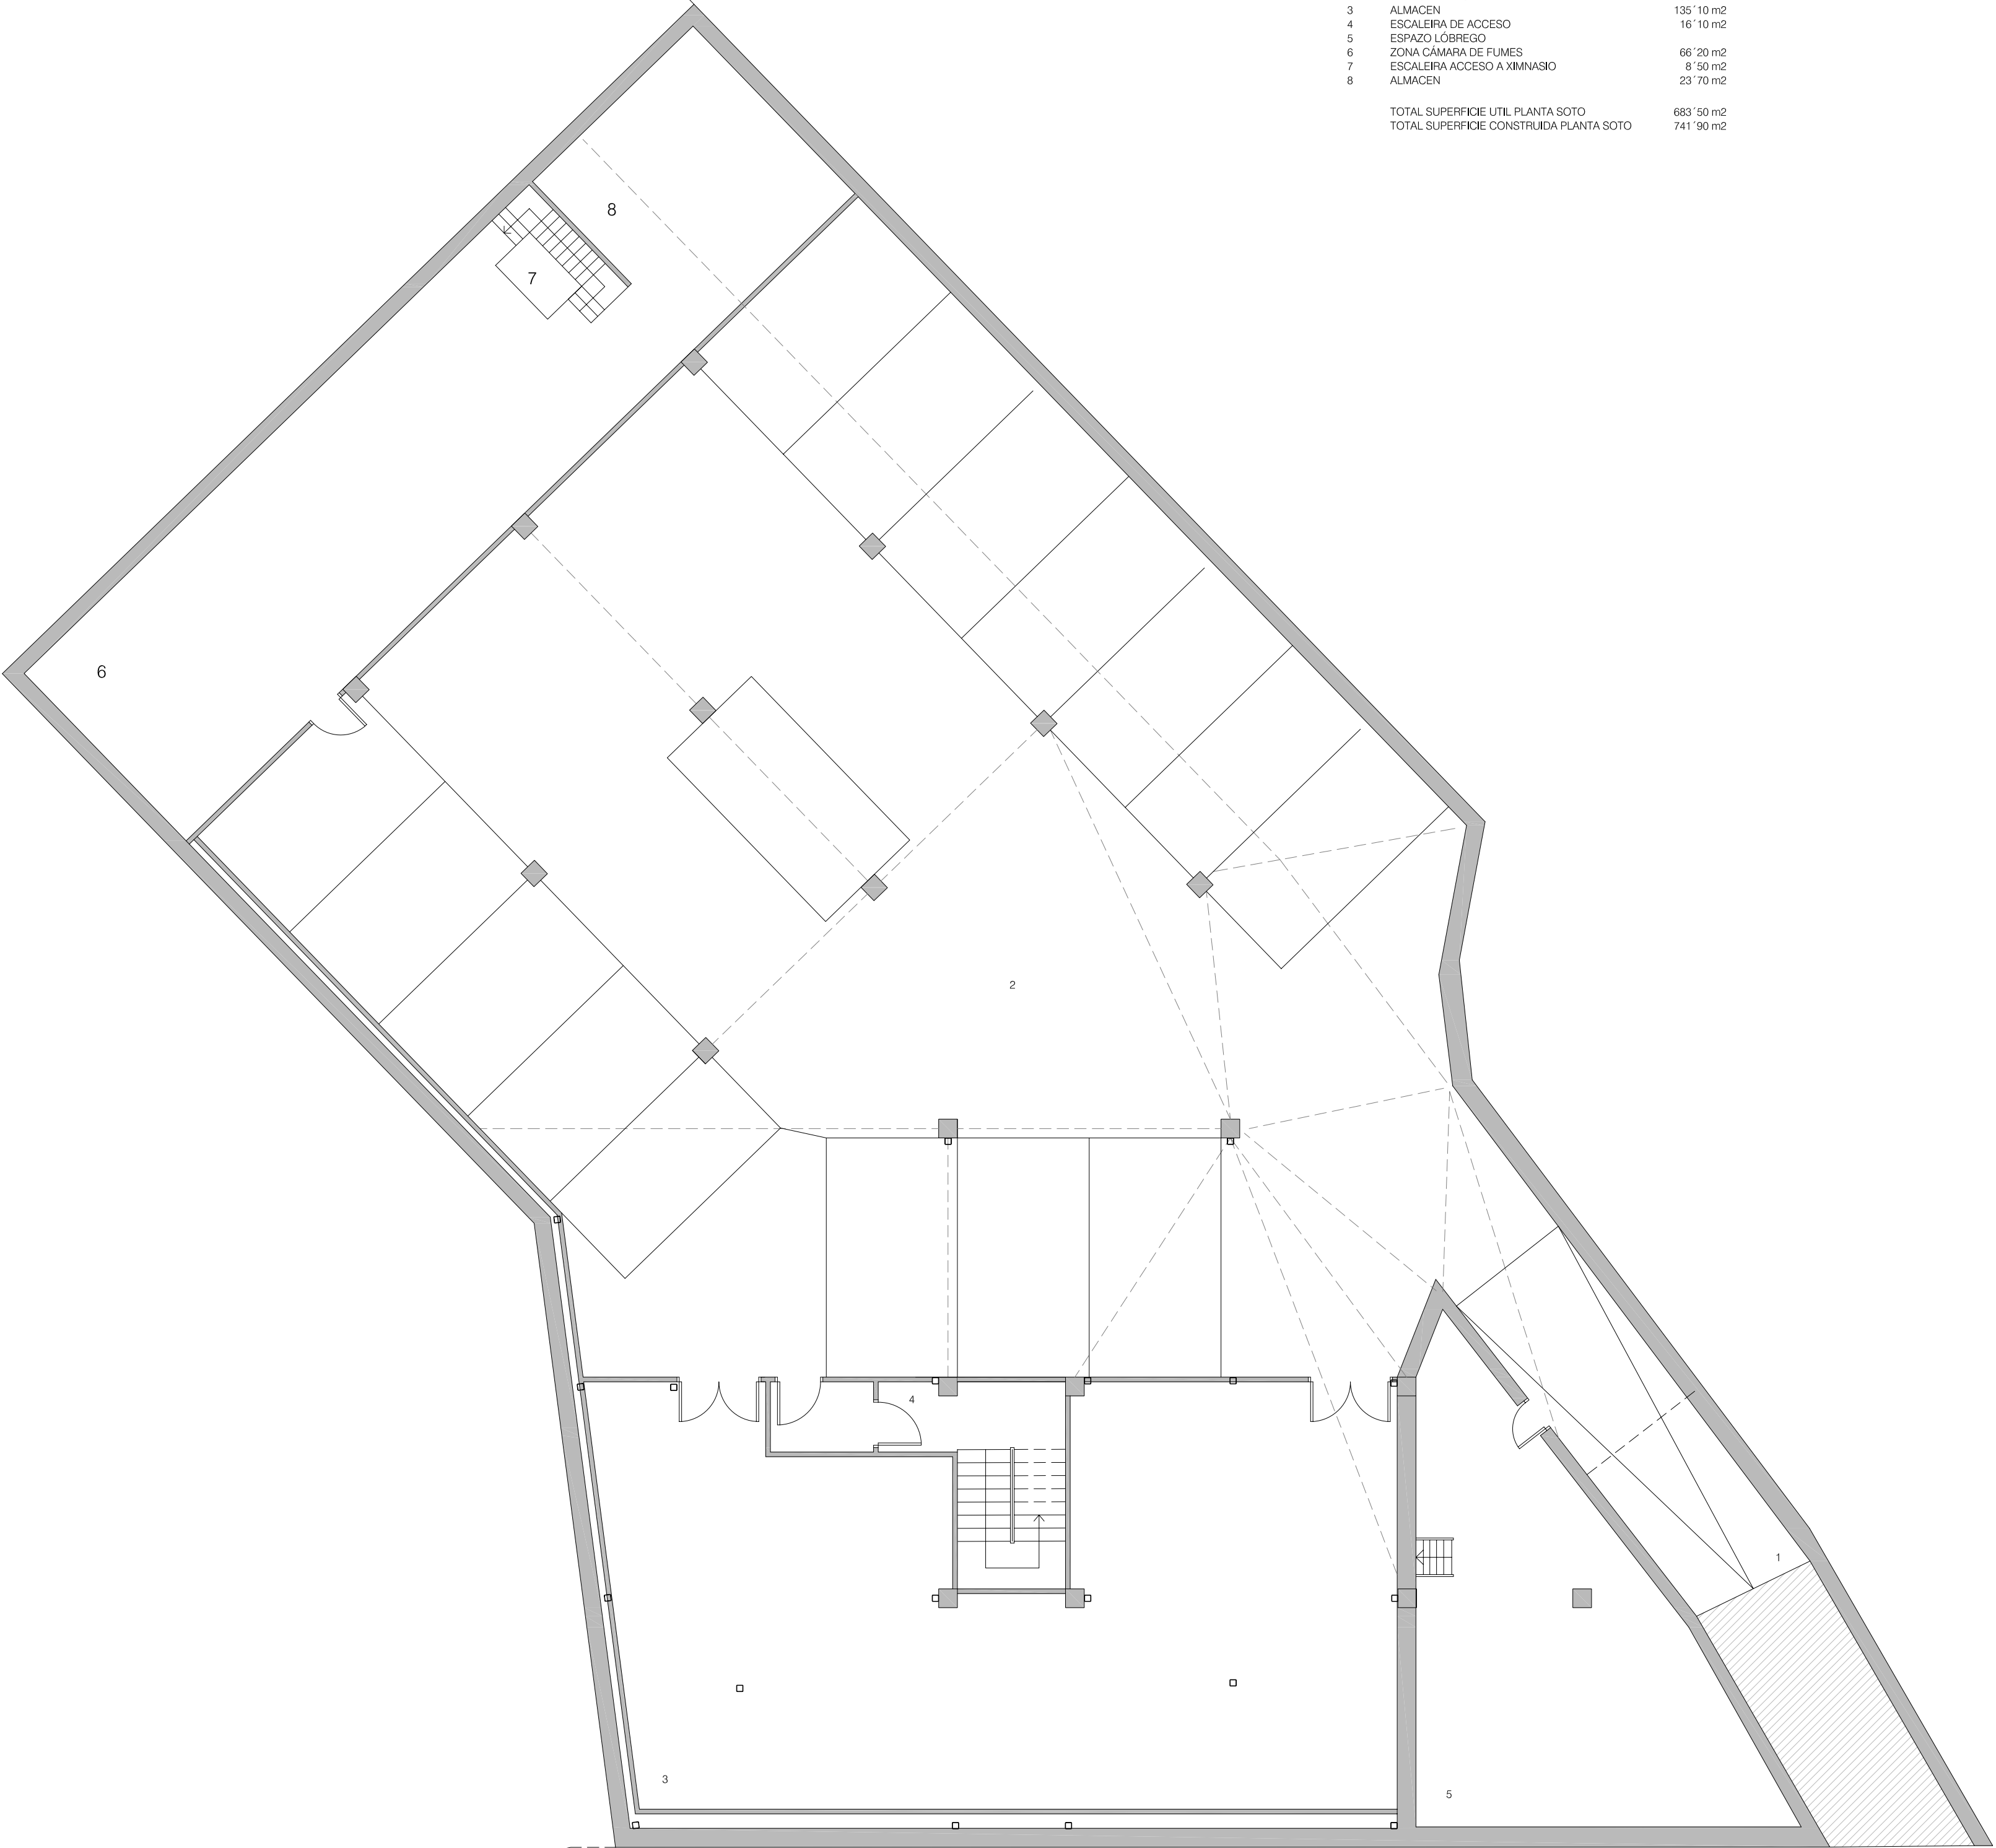 3 ALMACEN 135´10 m2
4 ESCALEIRA DE ACCESO 16´10 m2
5 ESPAZO LÓBREGO
6 ZONA CÁMARA DE FUMES 66´20 m2
7 ESCALEIRA ACCESO A XIMNASIO 8´50 m2
8 ALMACEN 23´70 m2
TOTAL SUPERFICIE UTIL PLANTA SOTO 683´50 m2
TOTAL SUPERFICIE CONSTRUIDA PLANTA SOTO 741´90 m2
8
7
6
2
4
1
3
5